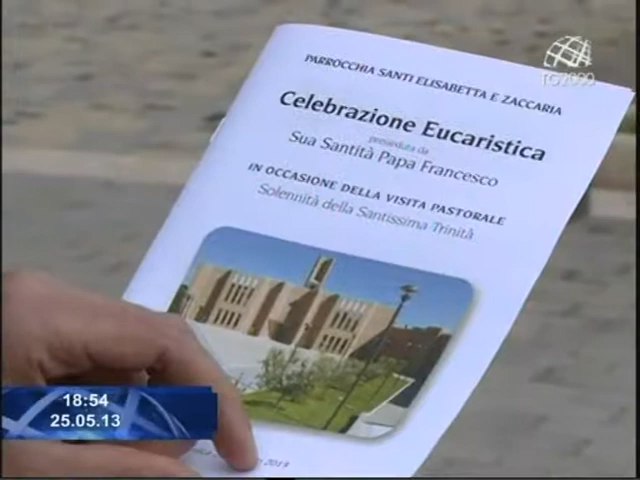 TG2000
PARROCCHIA SANTI ELISABETTA E ZACCARIA
Celebrazione Eucaristica
presieduta da
Sua Santità Papa Francesco
IN OCCASIONE DELLA VISITA PASTORALE
Solennità della Santissima Trinità
18:54
25.05.13